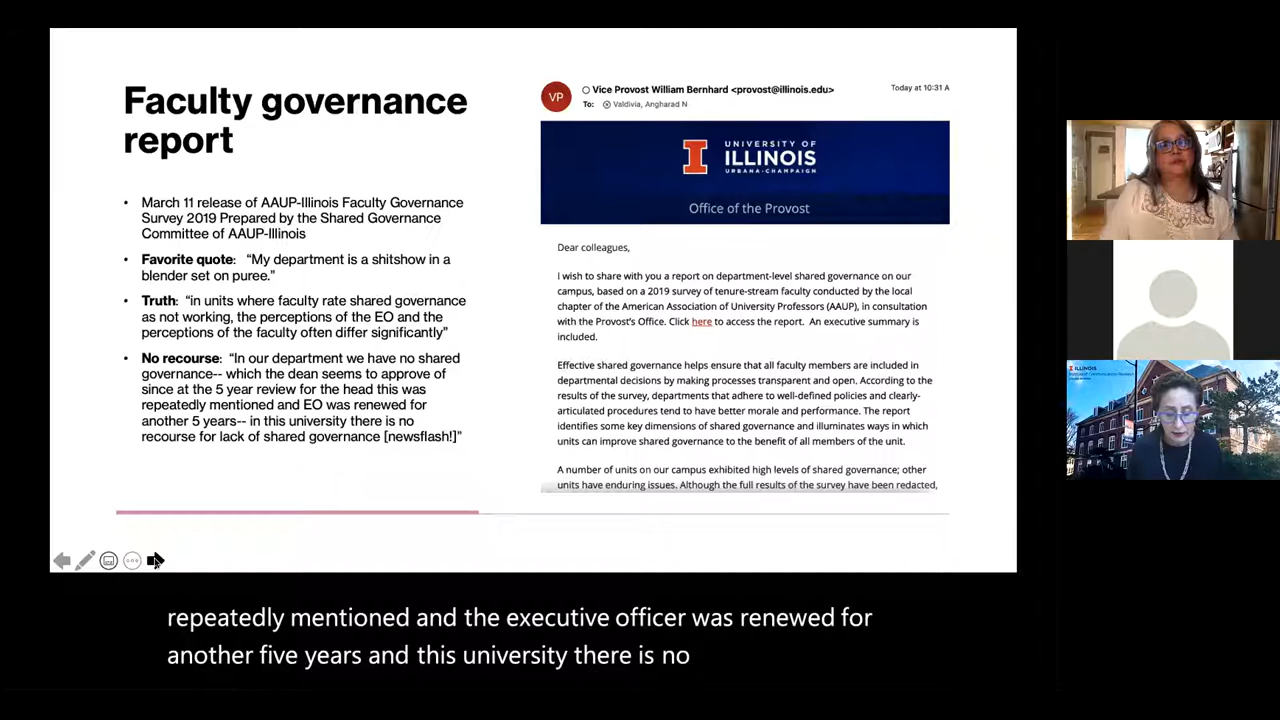 Faculty governance
report
• March 11 release of AAUP-Illinois Faculty Governance
Survey 2019 Prepared by the Shared Governance
Committee of AAUP-Illinois
• Favorite quote: “My department is a shitshow in a
blender set on puree.”
• Truth: “in units where faculty rate shared governance
as not working, the perceptions of the EO and the
perceptions of the faculty often differ significantly”
• No recourse: “In our department we have no shared
governance-- which the dean seems to approve of
since at the 5 year review for the head this was
repeatedly mentioned and EO was renewed for
another 5 years-- in this university there is no
recourse for lack of shared governance [newsflash!]”
VP
Vice Provost William Bernhard <provost@illinois.edu>
Today at 10:31 A
To: Valdivia, Angharad N
UNIVERSITY OF
ILLINOIS
URBANA-CHAMPAIGN
Office of the Provost
Dear colleagues,
I wish to share with you a report on department-level shared governance on our
campus, based on a 2019 survey of tenure-stream faculty conducted by the local
chapter of the American Association of University Professors (AAUP), in consultation
with the Provost’s Office. Click here to access the report. An executive summary is
included.
Effective shared governance helps ensure that all faculty members are included in
departmental decisions by making processes transparent and open. According to the
results of the survey, departments that adhere to well-defined policies and clearly-
articulated procedures tend to have better morale and performance. The report
identifies some key dimensions of shared governance and illuminates ways in which
units can improve shared governance to the benefit of all members of the unit.
A number of units on our campus exhibited high levels of shared governance; other
units have enduring issues. Although the full results of the survey have been redacted,
ILLINOIS
repeatedly mentioned and the executive officer was renewed for
another five years and this university there is no